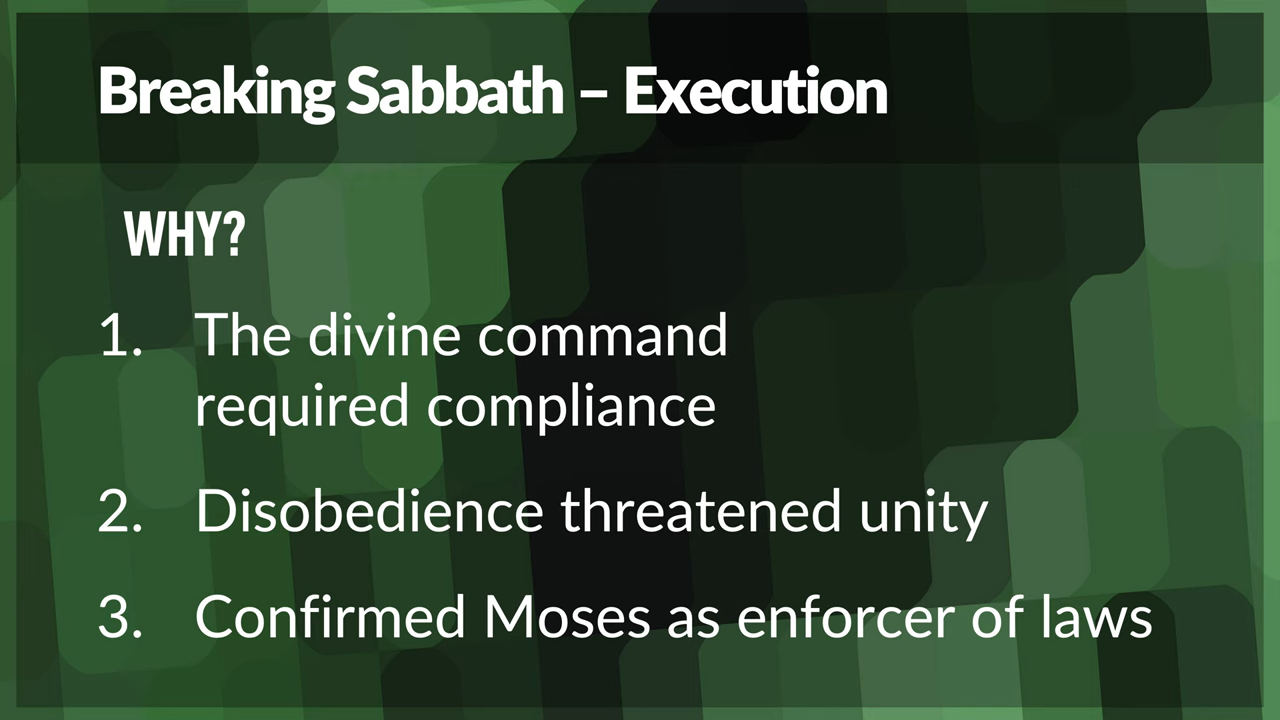 Breaking Sabbath – Execution
WHY?
1. The divine command
required compliance
2. Disobedience threatened unity
3. Confirmed Moses as enforcer of laws